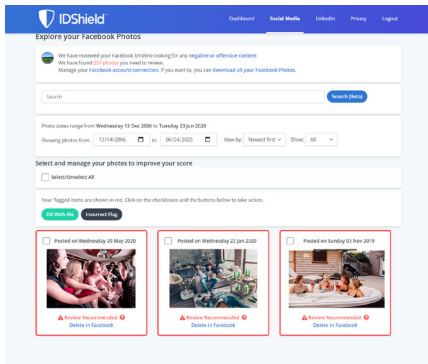 IDShield
Dashboard Social Media LinkedIn Privacy Logout
Explore your Facebook Photos
We have reviewed your Facebook timeline looking for any negative or offensive content
We have found 251 photos you need to review.
Manage your Facebook account connection. If you want to, you can download all your Facebook Photos.
Search Search (Beta)
Photo dates range from Wednesday 13 Dec 2006 to Tuesday 23 Jun 2020
Showing photos from 12/14/2006 to 06/24/2020 View by: Newest first Show: All
Select and manage your photos to improve your score
Select/Unselect All
Your flagged items are shown in red. Click on the checkboxes and the buttons below to take action.
OK With Me Incorrect Flag
Posted on Wednesday 20 May 2020 Posted on Wednesday 22 Jan 2020 Posted on Sunday 03 Nov 2019
Review Recommended Review Recommended Review Recommended
Delete in Facebook Delete in Facebook Delete in Facebook